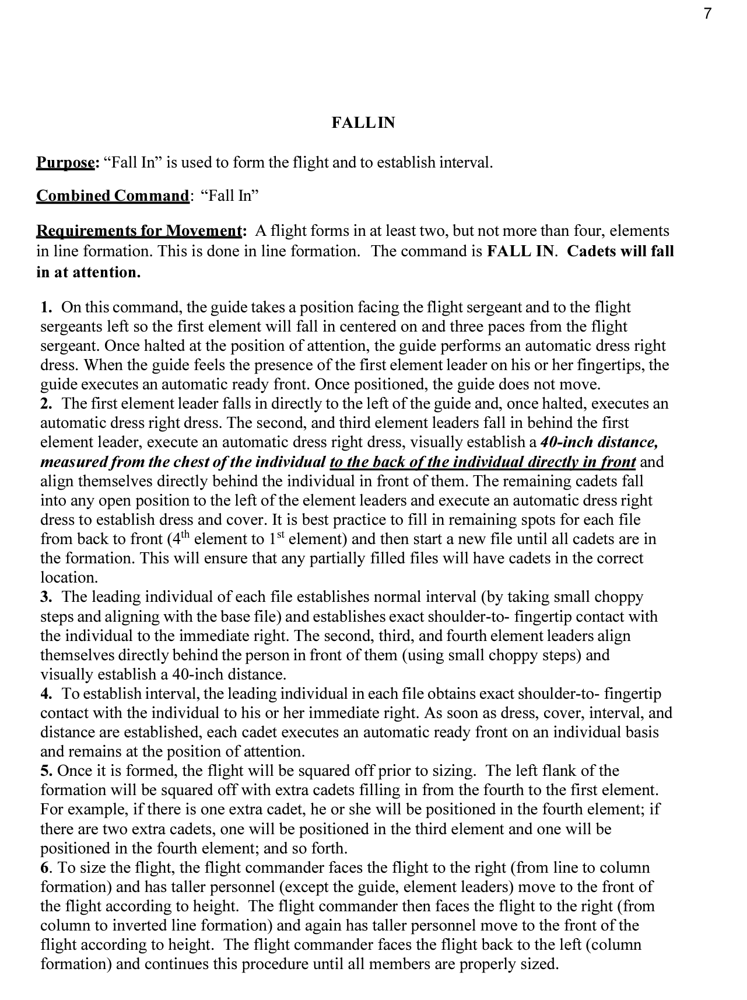 7
FALL IN
Purpose: “Fall In” is used to form the flight and to establish interval.
Combined Command: “Fall In”
Requirements for Movement: A flight forms in at least two, but not more than four, elements
in line formation. This is done in line formation. The command is FALL IN. Cadets will fall
in at attention.
1. On this command, the guide takes a position facing the flight sergeant and to the flight
sergeants left so the first element will fall in centered on and three paces from the flight
sergeant. Once halted at the position of attention, the guide performs an automatic dress right
dress. When the guide feels the presence of the first element leader on his or her fingertips, the
guide executes an automatic ready front. Once positioned, the guide does not move.
2. The first element leader falls in directly to the left of the guide and, once halted, executes an
automatic dress right dress. The second, and third element leaders fall in behind the first
element leader, execute an automatic dress right dress, visually establish a 40-inch distance,
measured from the chest of the individual to the back of the individual directly in front and
align themselves directly behind the individual in front of them. The remaining cadets fall
into any open position to the left of the element leaders and execute an automatic dress right
dress to establish dress and cover. It is best practice to fill in remaining spots for each file
from back to front (4th element to 1st element) and then start a new file until all cadets are in
the formation. This will ensure that any partially filled files will have cadets in the correct
location.
3. The leading individual of each file establishes normal interval (by taking small choppy
steps and aligning with the base file) and establishes exact shoulder-to- fingertip contact with
the individual to the immediate right. The second, third, and fourth element leaders align
themselves directly behind the person in front of them (using small choppy steps) and
visually establish a 40-inch distance.
4. To establish interval, the leading individual in each file obtains exact shoulder-to- fingertip
contact with the individual to his or her immediate right. As soon as dress, cover, interval, and
distance are established, each cadet executes an automatic ready front on an individual basis
and remains at the position of attention.
5. Once it is formed, the flight will be squared off prior to sizing. The left flank of the
formation will be squared off with extra cadets filling in from the fourth to the first element.
For example, if there is one extra cadet, he or she will be positioned in the fourth element; if
there are two extra cadets, one will be positioned in the third element and one will be
positioned in the fourth element; and so forth.
6. To size the flight, the flight commander faces the flight to the right (from line to column
formation) and has taller personnel (except the guide, element leaders) move to the front of
the flight according to height. The flight commander then faces the flight to the right (from
column to inverted line formation) and again has taller personnel move to the front of the
flight according to height. The flight commander faces the flight back to the left (column
formation) and continues this procedure until all members are properly sized.